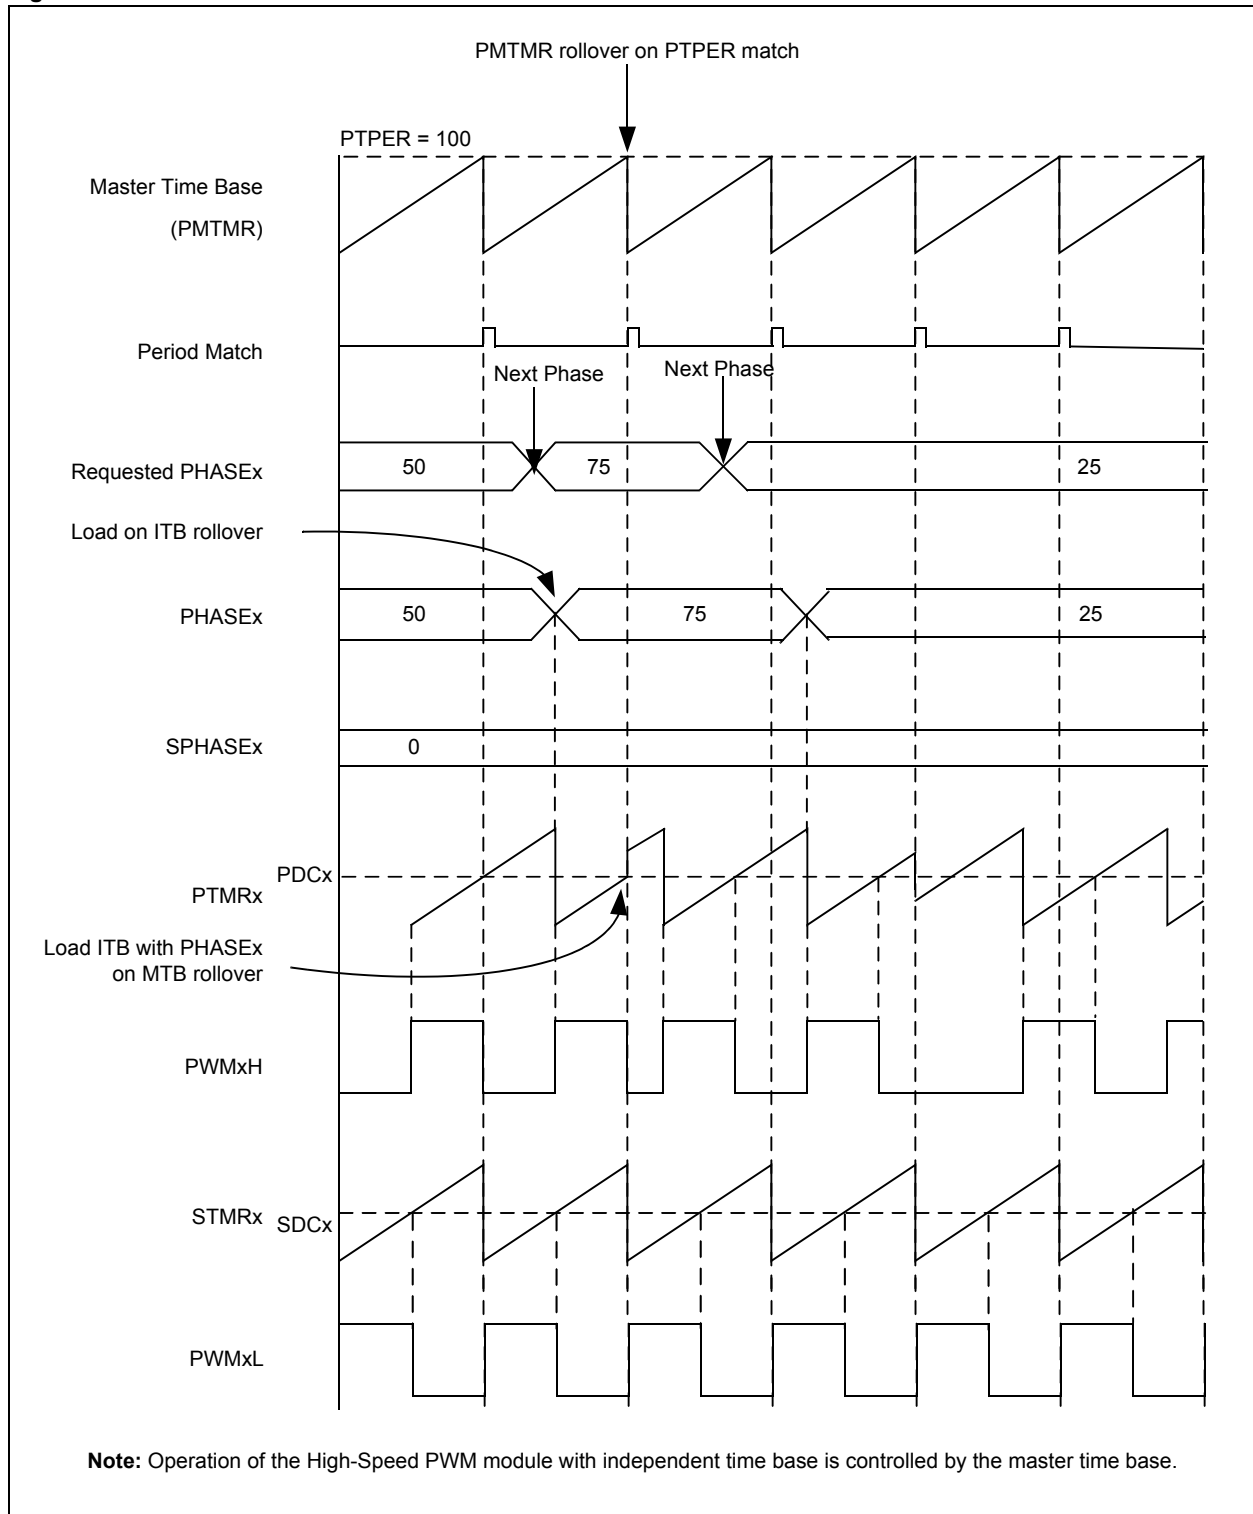 PMTMR rollover on PTPER match
PTPER = 100
Master Time Base
(PMTMR)
Period Match
Next Phase
Next Phase
Requested PHASEx
50
75
25
Load on ITB rollover
PHASEx
50
75
25
SPHASEx
0
PDCx
PTMRx
Load ITB with PHASEx
on MTB rollover
PWMxH
STMRx
SDCx
PWMxL
Note: Operation of the High-Speed PWM module with independent time base is controlled by the master time base.